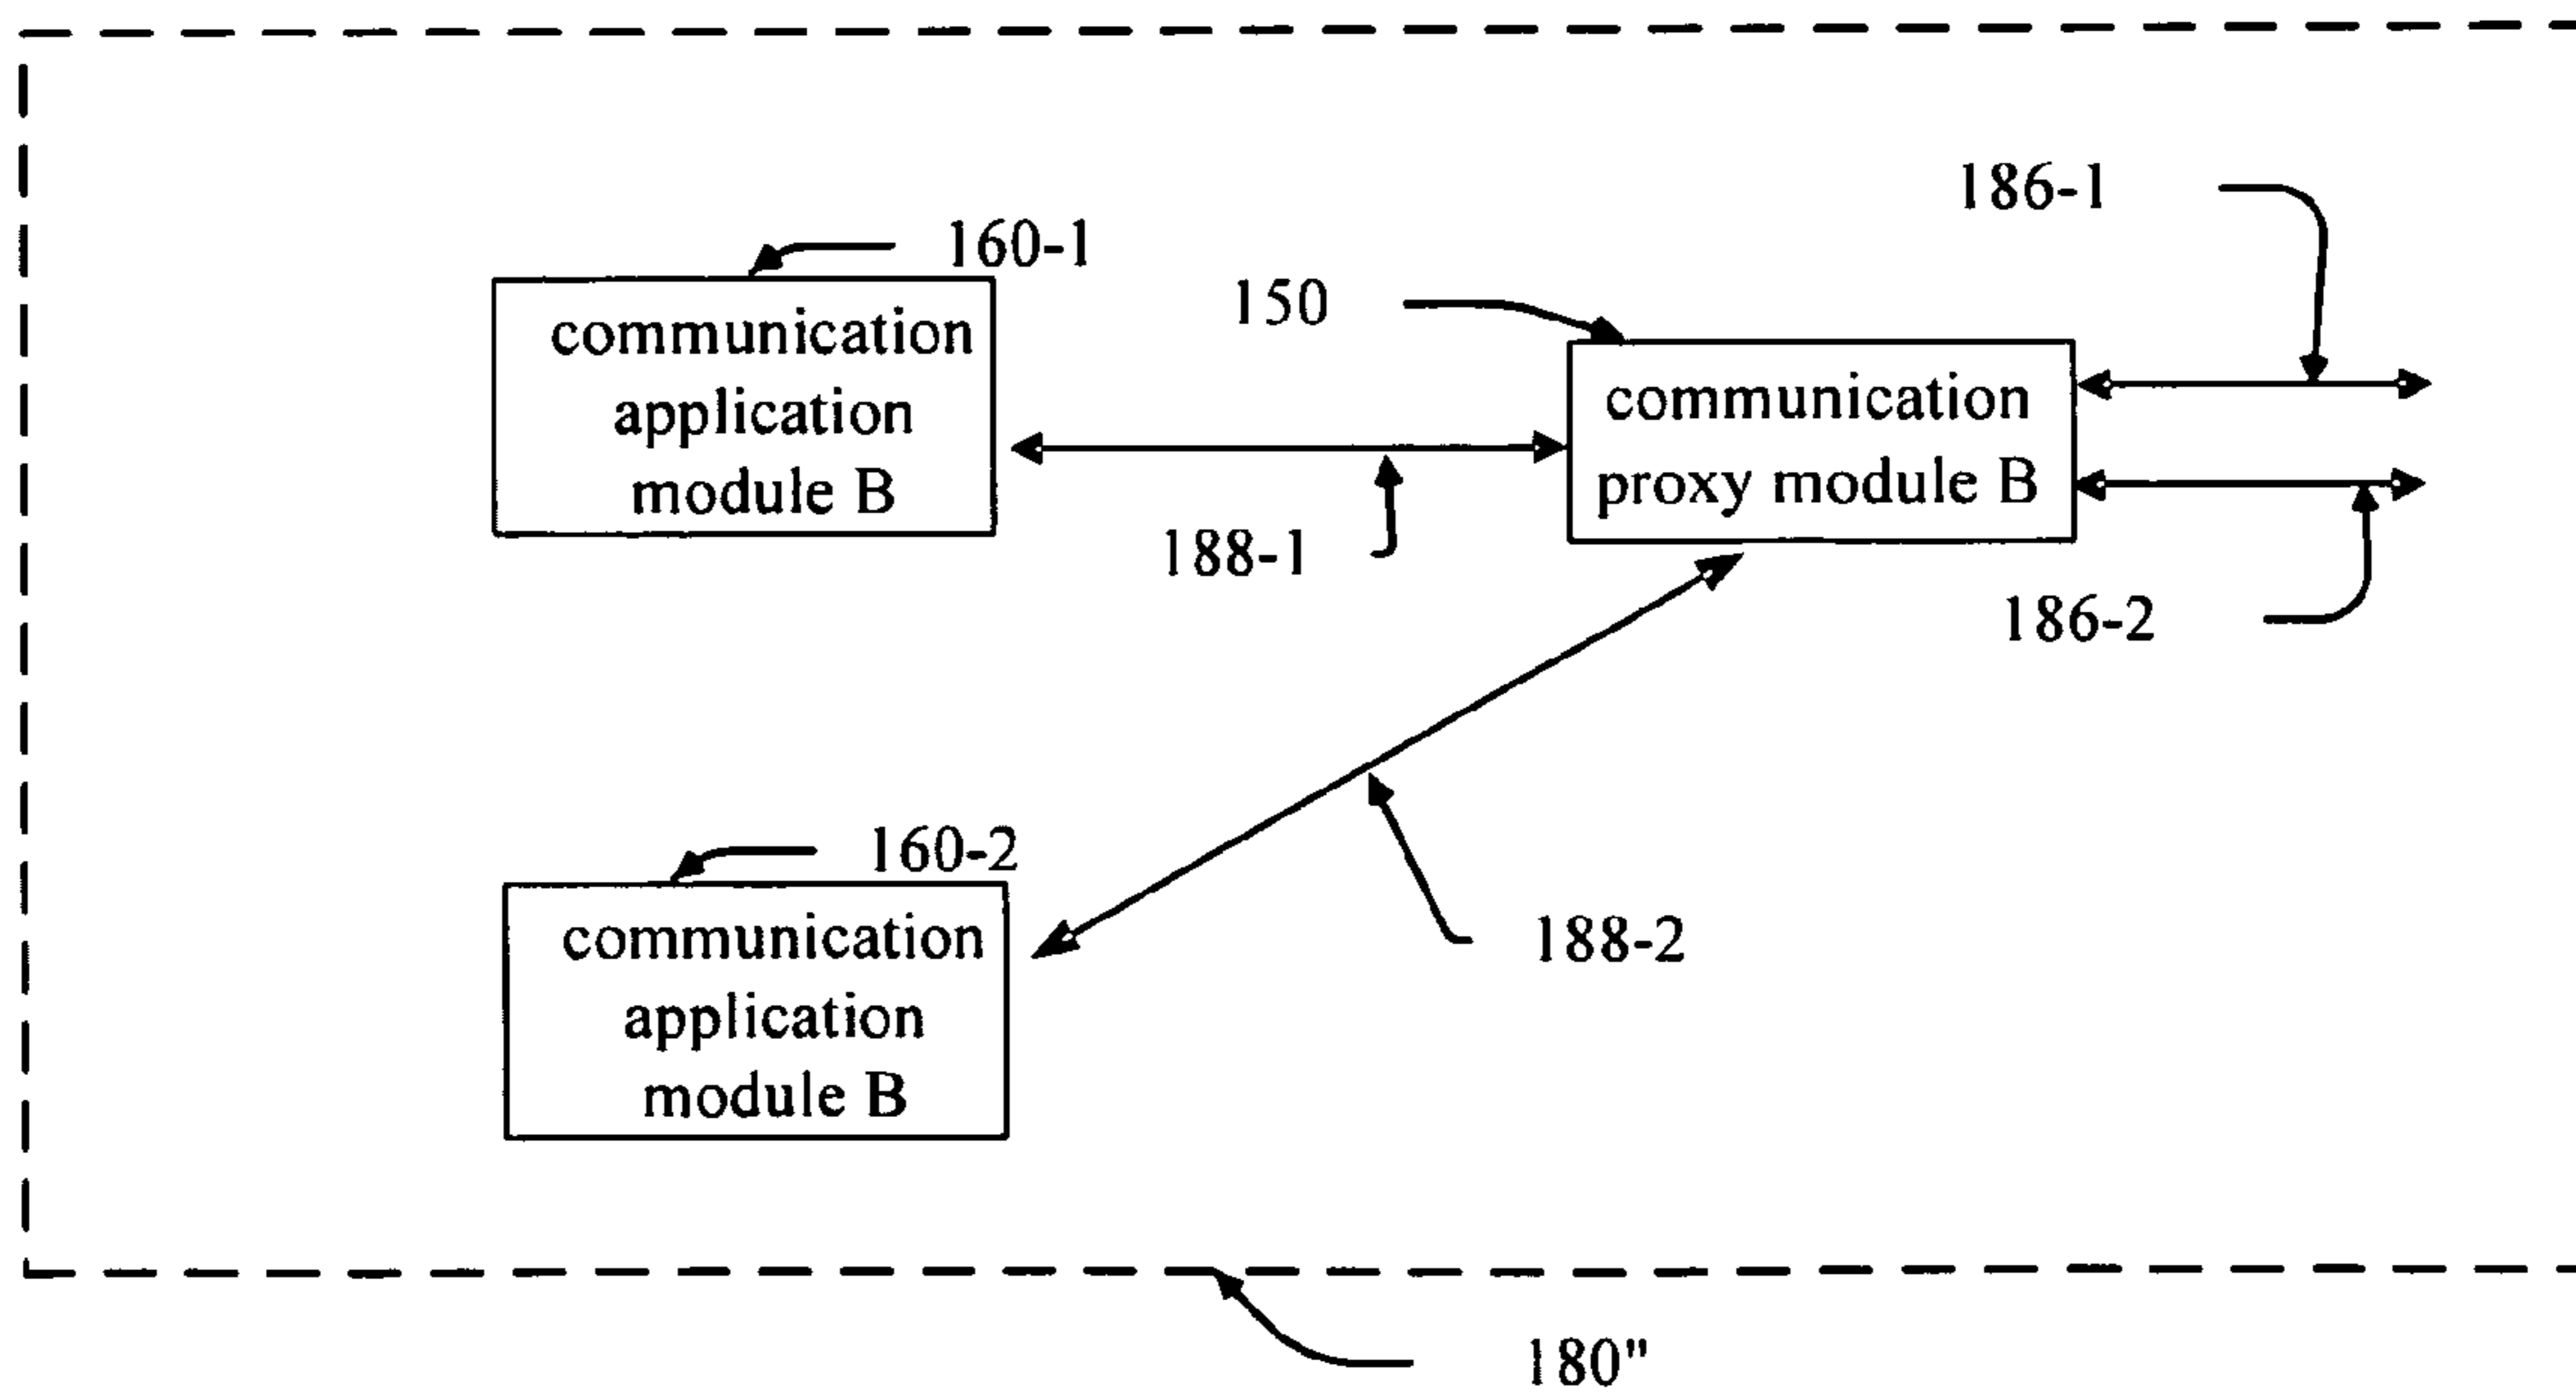 186-1
160-1
150
communication
application
module B
communication
proxy module B
188-1
186-2
160-2
188-2
communication
application
module B
180"